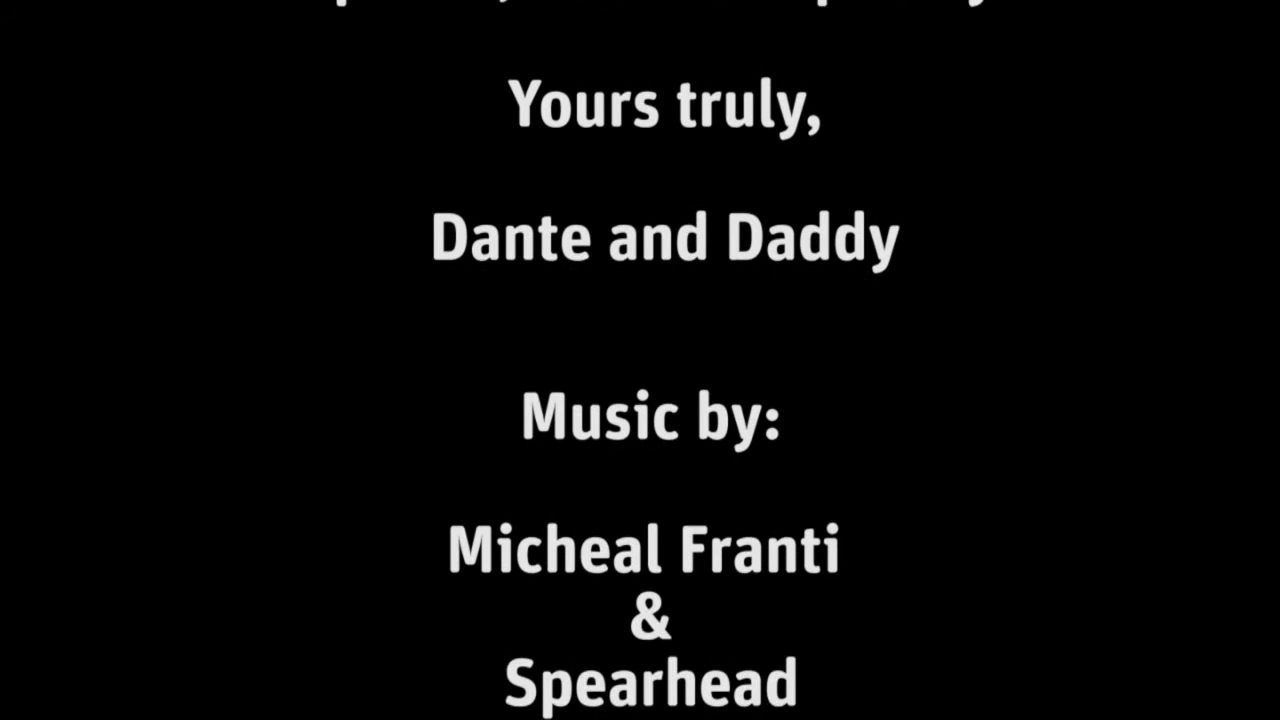 Yours truly,
Dante and Daddy
Music by:
Micheal Franti
&
Spearhead